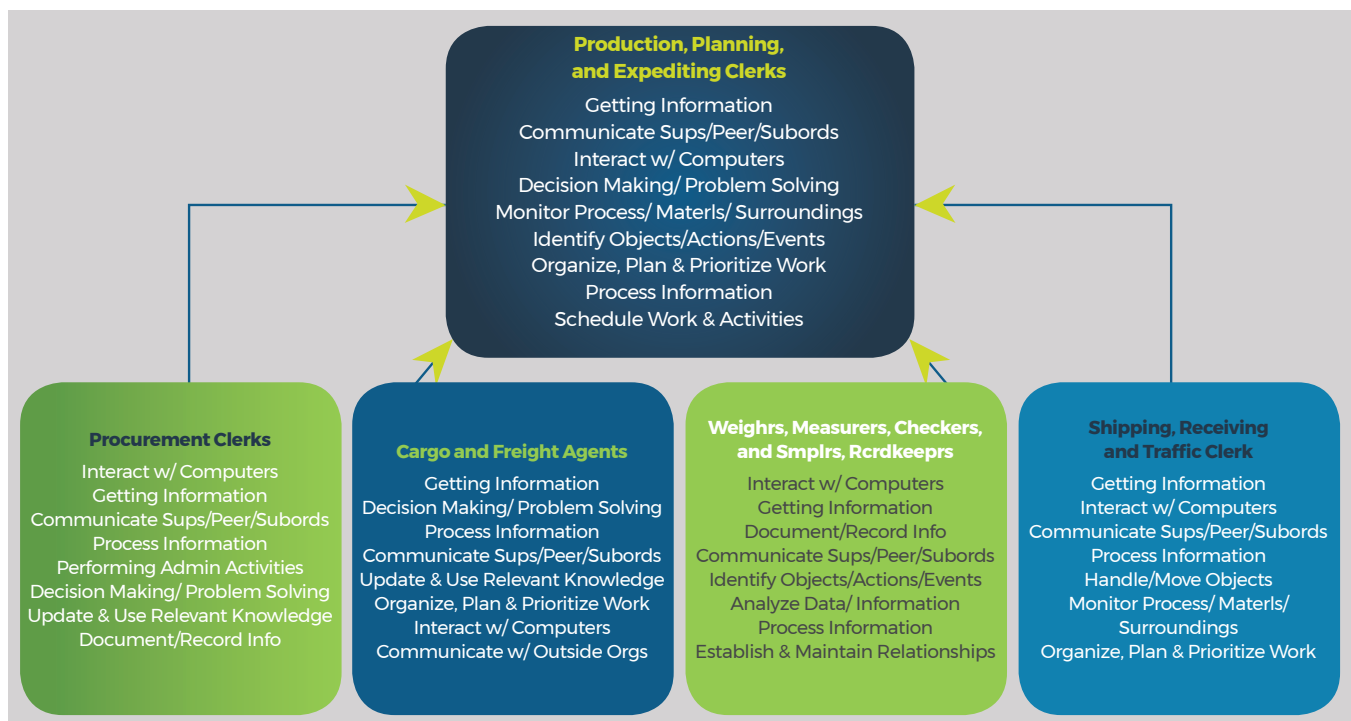 Production, Planning,
and Expediting Clerks
Getting Information
Communicate Sups/Peer/Subords
Interact w/ Computers
Decision Making/ Problem Solving
Monitor Process/ Materls/ Surroundings
Identify Objects/Actions/Events
Organize, Plan & Prioritize Work
Process Information
Schedule Work & Activities
Procurement Clerks
Interact w/ Computers
Getting Information
Communicate Sups/Peer/Subords
Process Information
Performing Admin Activities
Decision Making/ Problem Solving
Update & Use Relevant Knowledge
Document/Record Info
Cargo and Freight Agents
Getting Information
Decision Making/ Problem Solving
Process Information
Communicate Sups/Peer/Subords
Update & Use Relevant Knowledge
Organize, Plan & Prioritize Work
Interact w/ Computers
Communicate w/ Outside Orgs
Weighrs, Measurers, Checkers,
and Smplrs, Rcrdkeeprs
Interact w/ Computers
Getting Information
Document/Record Info
Communicate Sups/Peer/Subords
Identify Objects/Actions/Events
Analyze Data/ Information
Process Information
Establish & Maintain Relationships
Shipping, Receiving
and Traffic Clerk
Getting Information
Interact w/ Computers
Communicate Sups/Peer/Subords
Process Information
Handle/Move Objects
Monitor Process/ Materls/
Surroundings
Organize, Plan & Prioritize Work